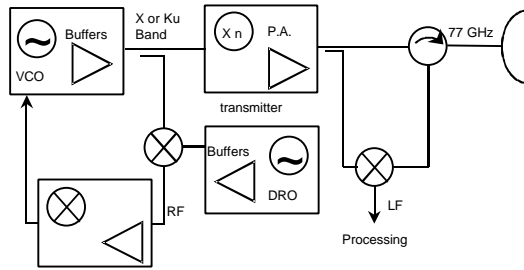 X or Ku
Band
Buffers
VCO
X n
P.A.
77 GHz
transmitter
Buffers
DRO
RF
LF
Processing